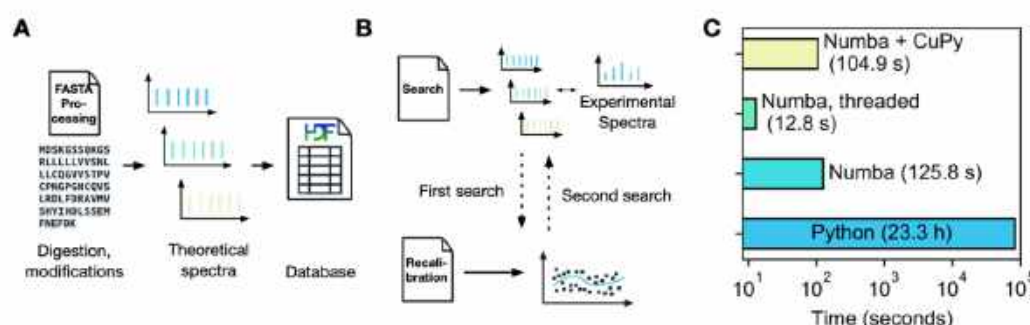 A
FASTA
Pro-
cessing
MDSKGSSQKGS
RLLLLLVVSNL
LLCQGVVSTPV
CPNGPGNCQVS
LRDLFDRAVMV
SHYIHDLSSEM
FNEFDK
Digestion,
modifications
Theoretical
spectra
HDF
Database
B
Search
Experimental
Spectra
First search
Second search
Recali-
bration
C
Numba + CuPy
(104.9 s)
Numba, threaded
(12.8 s)
Numba (125.8 s)
Python (23.3 h)
10¹ 10² 10³ 10⁴ 10⁵
Time (seconds)